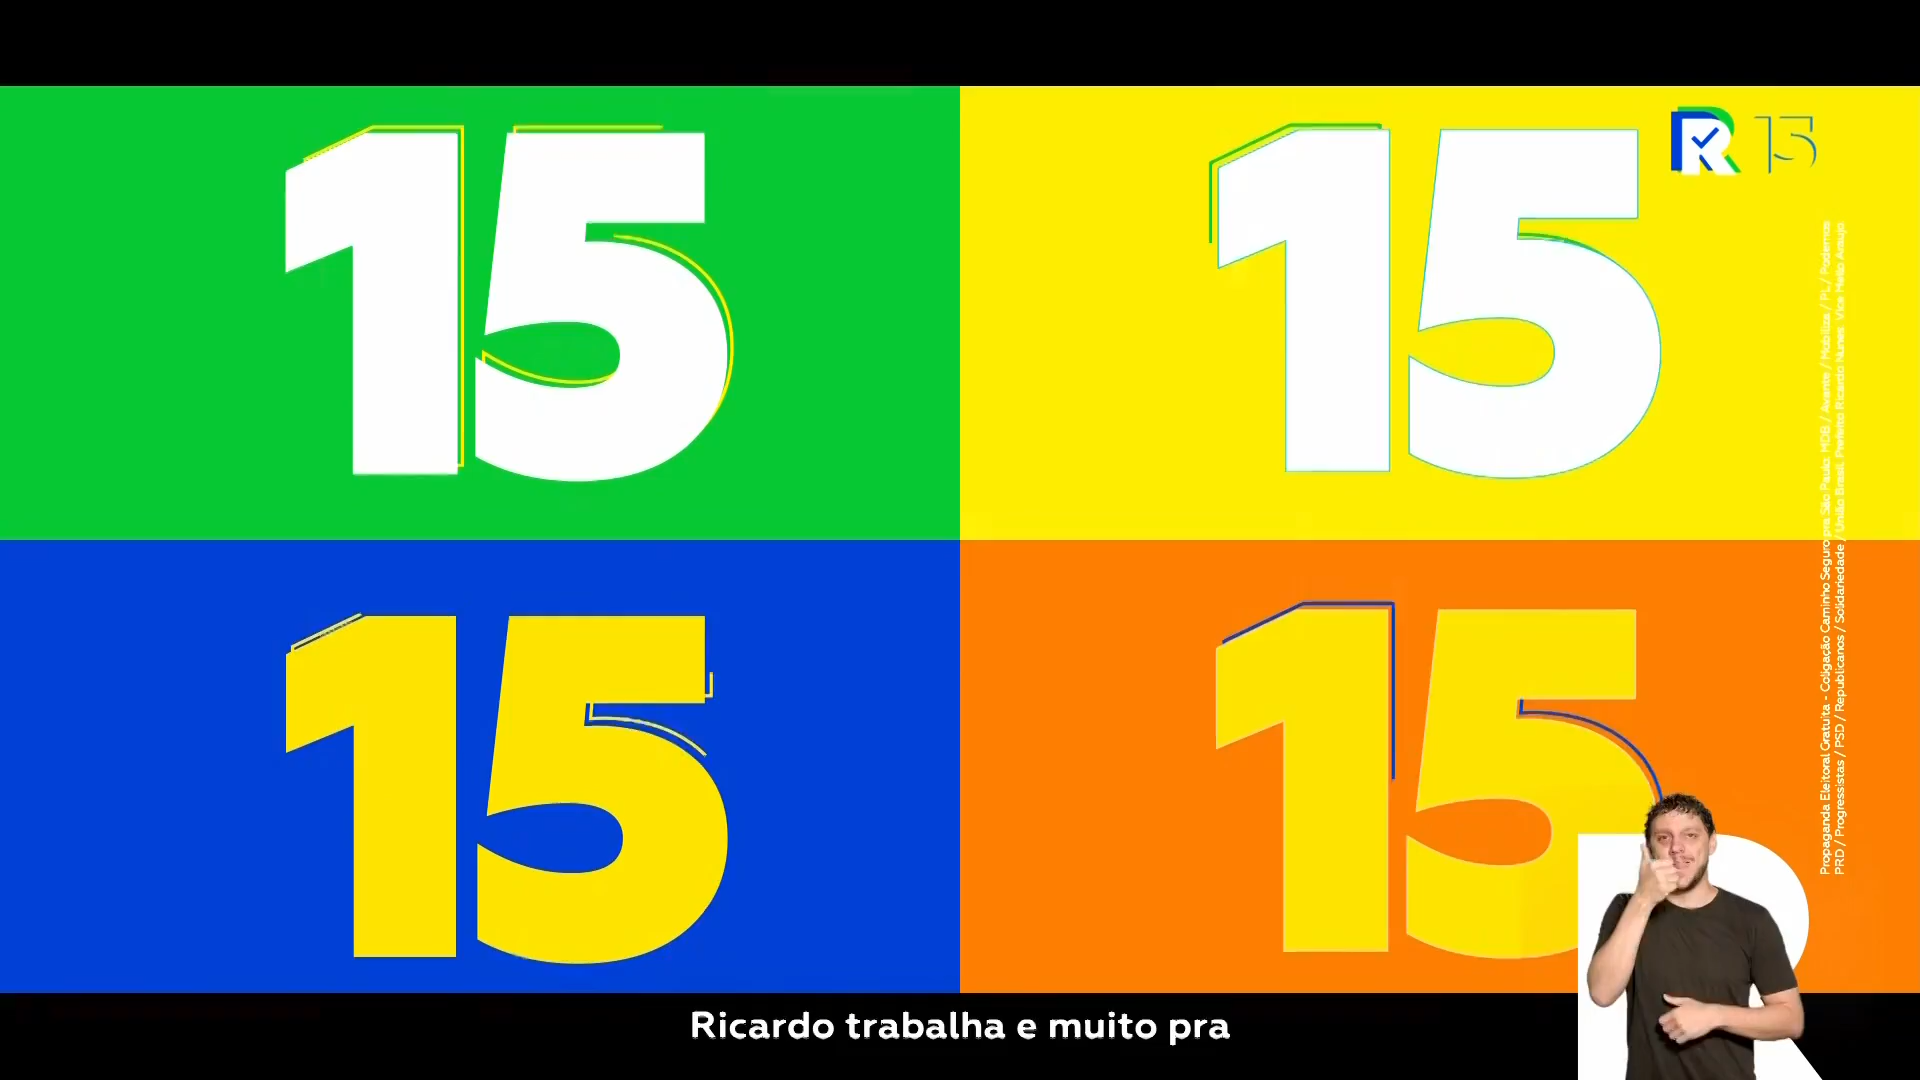 15
15
R 15
15
15
Propaganda Eleitoral Gratuita - Coligação Caminho Seguro pra São Paulo: MDB / Avante / Mobiliza / PL / Podemos
PRD / Progressistas / PSD / Republicanos / Solidariedade / União Brasil. Prefeito Ricardo Nunes. Vice Mello Araujo
Ricardo trabalha e muito pra